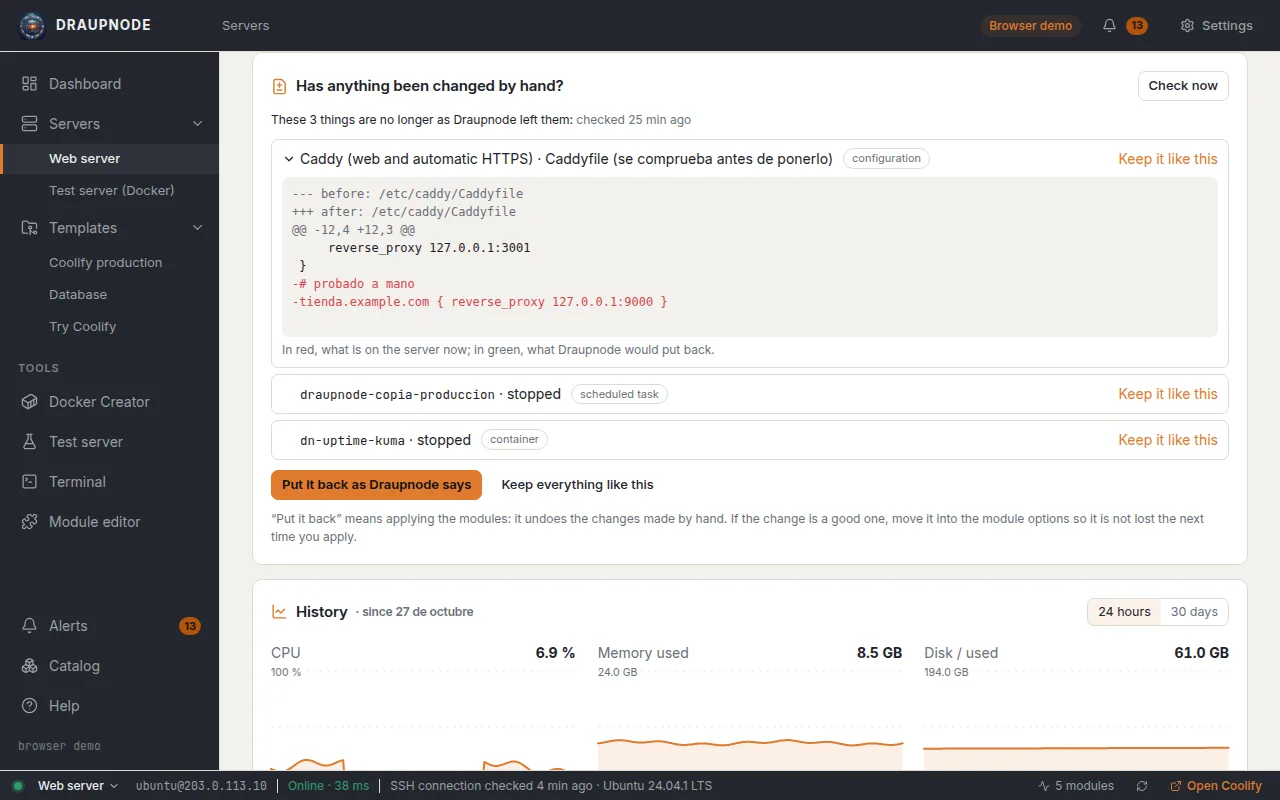 DRAUPNODE
Servers
Browser demo
13
Settings
Dashboard
Servers
Web server
Test server (Docker)
Templates
Coolify production
Database
Try Coolify
TOOLS
Docker Creator
Test server
Terminal
Module editor
Alerts
13
Catalog
Help
browser demo
Has anything been changed by hand?
Check now
These 3 things are no longer as Draupnode left them: checked 25 min ago
Caddy (web and automatic HTTPS) · Caddyfile (se comprueba antes de ponerlo)
configuration
Keep it like this
--- before: /etc/caddy/Caddyfile
+++ after: /etc/caddy/Caddyfile
@@ -12,4 +12,3 @@
reverse_proxy 127.0.0.1:3001
}
-# probado a mano
-tienda.example.com { reverse_proxy 127.0.0.1:9000 }
In red, what is on the server now; in green, what Draupnode would put back.
draupnode-copia-produccion · stopped
scheduled task
Keep it like this
dn-uptime-kuma · stopped
container
Keep it like this
Put it back as Draupnode says
Keep everything like this
“Put it back” means applying the modules: it undoes the changes made by hand. If the change is a good one, move it into the module options so it is not lost the next
time you apply.
History · since 27 de octubre
24 hours
30 days
CPU
6.9 %
100 %
Memory used
8.5 GB
24.0 GB
Disk / used
61.0 GB
194.0 GB
Web server
ubuntu@203.0.113.10
Online · 38 ms
SSH connection checked 4 min ago · Ubuntu 24.04.1 LTS
5 modules
Open Coolify